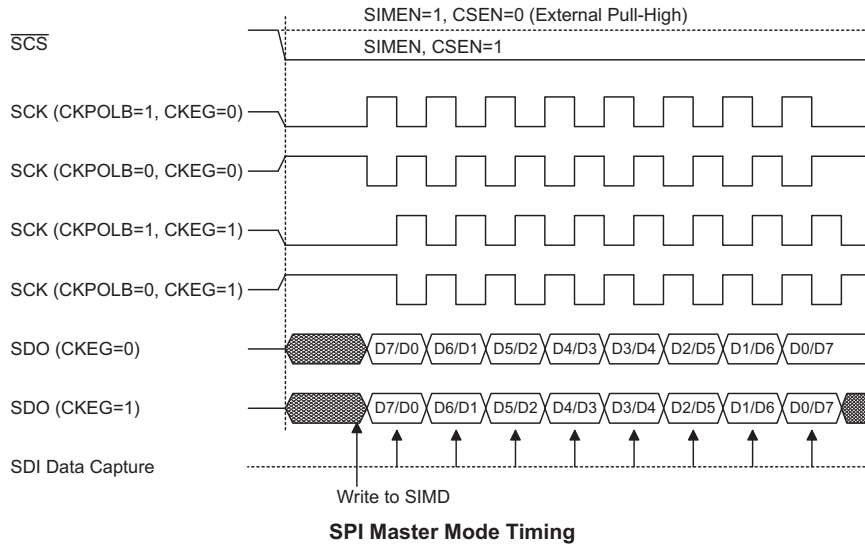 SIMEN=1, CSEN=0 (External Pull-High)
SCS
SIMEN, CSEN=1
SCK (CKPOLB=1, CKEG=0)
SCK (CKPOLB=0, CKEG=0)
SCK (CKPOLB=1, CKEG=1)
SCK (CKPOLB=0, CKEG=1)
SDO (CKEG=0) D7/D0 D6/D1 D5/D2 D4/D3 D3/D4 D2/D5 D1/D6 D0/D7
SDO (CKEG=1) D7/D0 D6/D1 D5/D2 D4/D3 D3/D4 D2/D5 D1/D6 D0/D7
SDI Data Capture
Write to SIMD
SPI Master Mode Timing